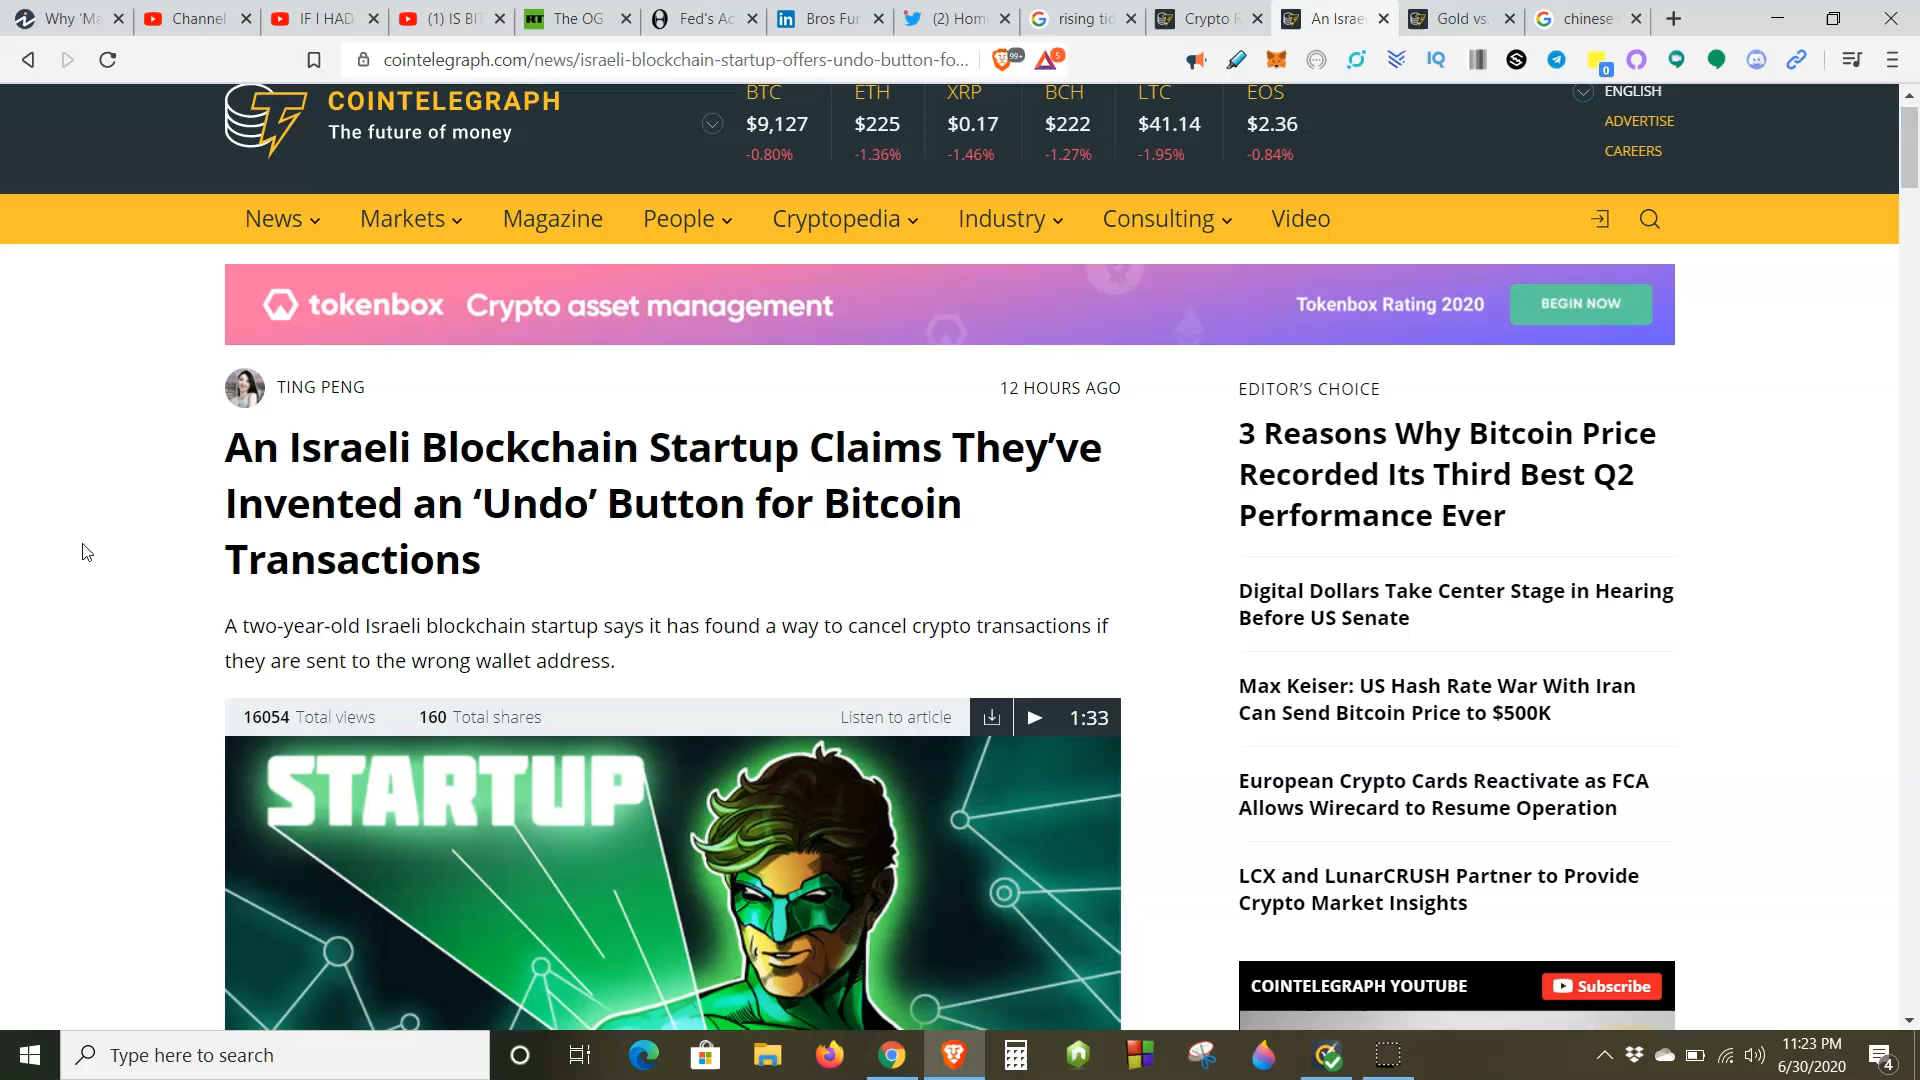 Why 'Ma
Channel
IF I HAD
(1) IS BI
RT
The OG
Fed's Ac
Bros Fu
(2) Hom
rising tid
Crypto R
An Israe
Gold vs.
chinese
cointelegraph.com/news/israeli-blockchain-startup-offers-undo-button-fo...
99+
5
IQ
0
COINTELEGRAPH
The future of money
BTC
ETH
XRP
BCH
LTC
EOS
$9,127
$225
$0.17
$222
$41.14
$2.36
-0.80%
-1.36%
-1.46%
-1.27%
-1.95%
-0.84%
ENGLISH
ADVERTISE
CAREERS
News
Markets
Magazine
People
Cryptopedia
Industry
Consulting
Video
tokenbox Crypto asset management
Tokenbox Rating 2020
BEGIN NOW
TING PENG
12 HOURS AGO
An Israeli Blockchain Startup Claims They've
Invented an ‘Undo’ Button for Bitcoin
Transactions
A two-year-old Israeli blockchain startup says it has found a way to cancel crypto transactions if
they are sent to the wrong wallet address.
16054 Total views
160 Total shares
Listen to article
1:33
STARTUP
EDITOR’S CHOICE
3 Reasons Why Bitcoin Price
Recorded Its Third Best Q2
Performance Ever
Digital Dollars Take Center Stage in Hearing
Before US Senate
Max Keiser: US Hash Rate War With Iran
Can Send Bitcoin Price to $500K
European Crypto Cards Reactivate as FCA
Allows Wirecard to Resume Operation
LCX and LunarCRUSH Partner to Provide
Crypto Market Insights
COINTELEGRAPH YOUTUBE
Subscribe
Type here to search
11:23 PM
6/30/2020
4